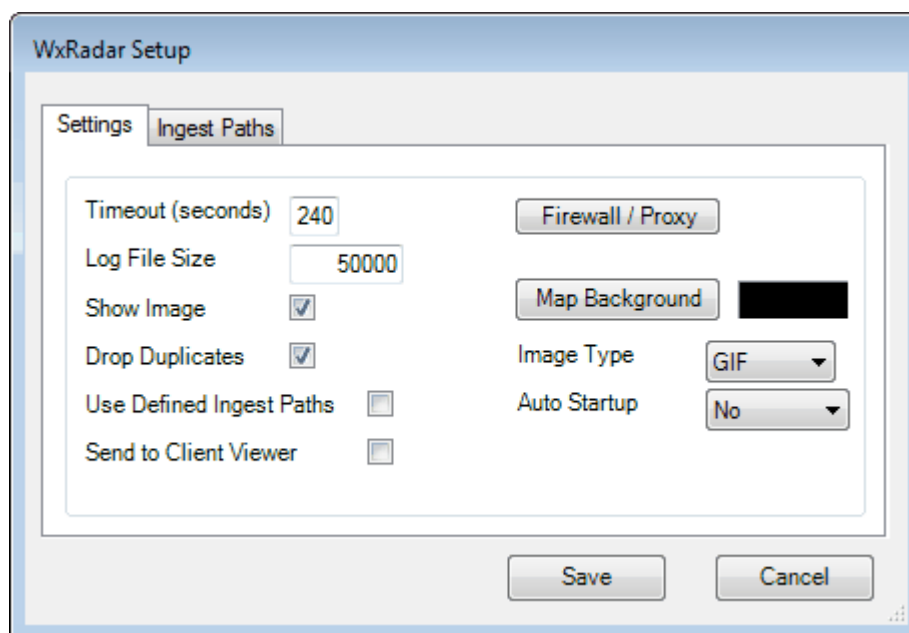 WxRadar Setup
Settings
Ingest Paths
Timeout (seconds) 240
Log File Size 50000
Show Image
Drop Duplicates
Use Defined Ingest Paths
Send to Client Viewer
Firewall / Proxy
Map Background
Image Type GIF
Auto Startup No
Save
Cancel